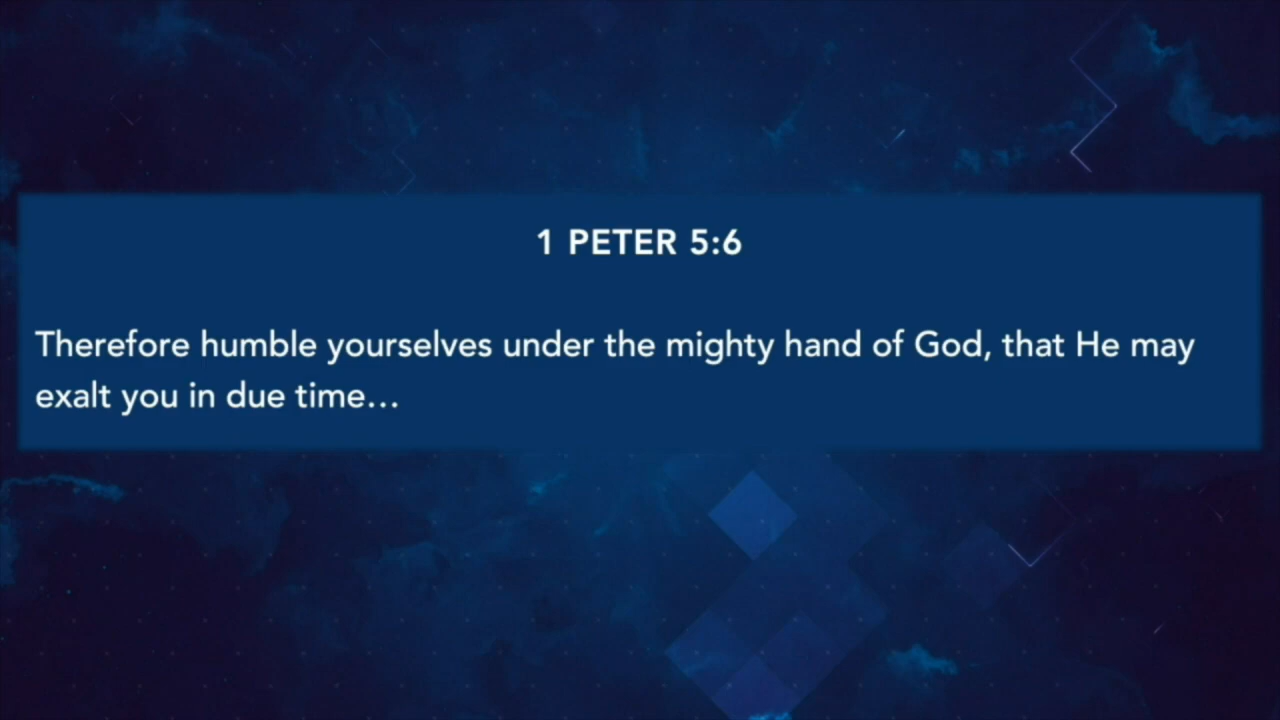 1 PETER 5:6
Therefore humble yourselves under the mighty hand of God, that He may
exalt you in due time…